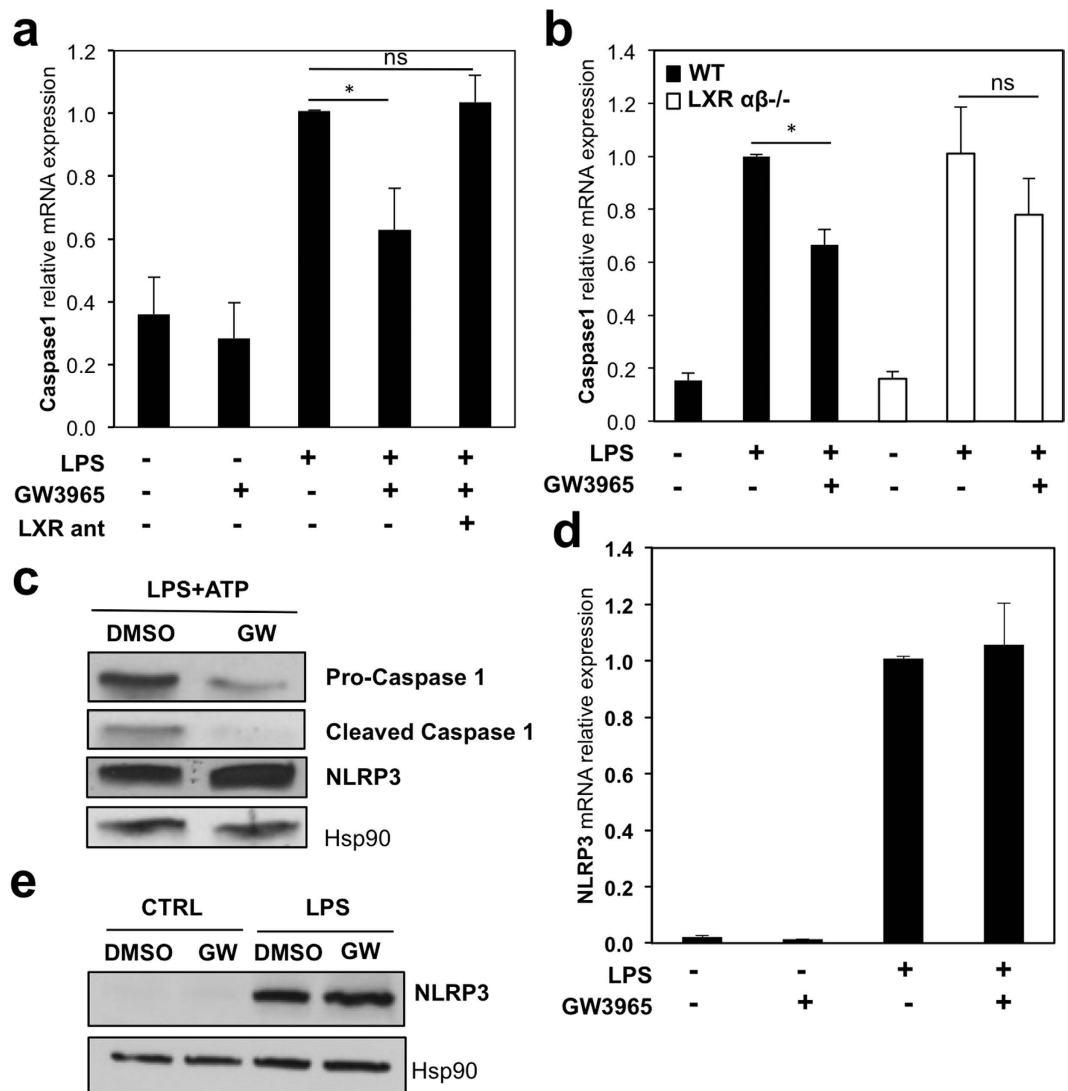 a
Caspase1 relative mRNA expression
1.2
1.0
0.8
0.6
0.4
0.2
0.0
*
ns
LPS - - + + +
GW3965 - + - + +
LXR ant - - - - +
b
Caspase1 relative mRNA expression
1.4
1.2
1.0
0.8
0.6
0.4
0.2
0.0
WT
LXR αβ-/-
*
ns
LPS - + + - + +
GW3965 - - + - - +
c
LPS+ATP
DMSO GW
Pro-Caspase 1
Cleaved Caspase 1
NLRP3
Hsp90
d
NLRP3 mRNA relative expression
1.4
1.2
1.0
0.8
0.6
0.4
0.2
0.0
LPS - - + +
GW3965 - + - +
e
CTRL LPS
DMSO GW DMSO GW
NLRP3
Hsp90